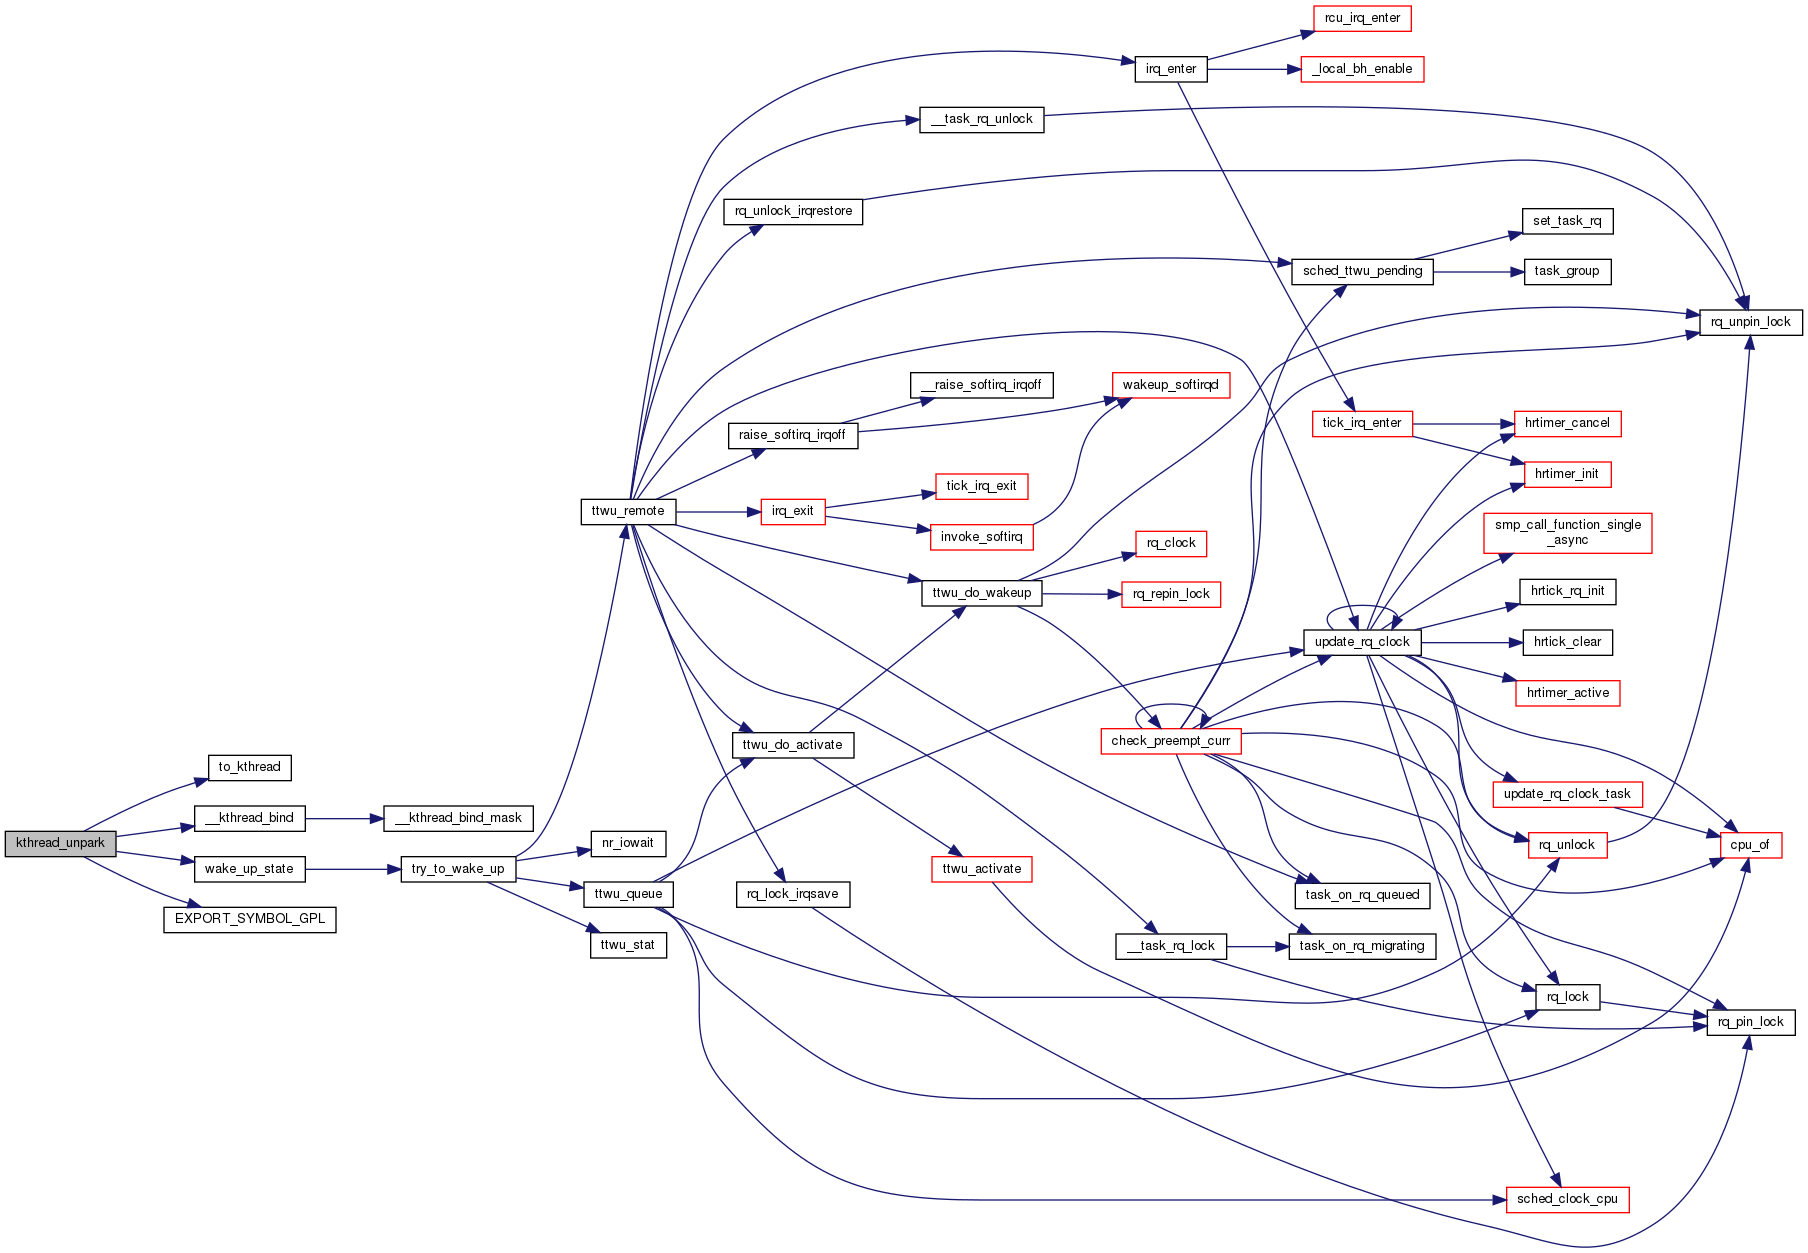 rcu_irq_enter
irq_enter
_local_bh_enable
__task_rq_unlock
rq_unlock_irqrestore
set_task_rq
sched_ttwu_pending
task_group
rq_unpin_lock
__raise_softirq_irqoff
wakeup_softirqd
tick_irq_enter
hrtimer_cancel
raise_softirq_irqoff
hrtimer_init
tick_irq_exit
ttwu_remote
irq_exit
smp_call_function_single
_async
invoke_softirq
rq_clock
ttwu_do_wakeup
rq_repin_lock
hrtick_rq_init
update_rq_clock
hrtick_clear
hrtimer_active
check_preempt_curr
ttwu_do_activate
to_kthread
update_rq_clock_task
__kthread_bind
__kthread_bind_mask
kthread_unpark
nr_iowait
rq_unlock
cpu_of
wake_up_state
try_to_wake_up
ttwu_activate
ttwu_queue
rq_lock_irqsave
task_on_rq_queued
EXPORT_SYMBOL_GPL
ttwu_stat
__task_rq_lock
task_on_rq_migrating
rq_lock
rq_pin_lock
sched_clock_cpu